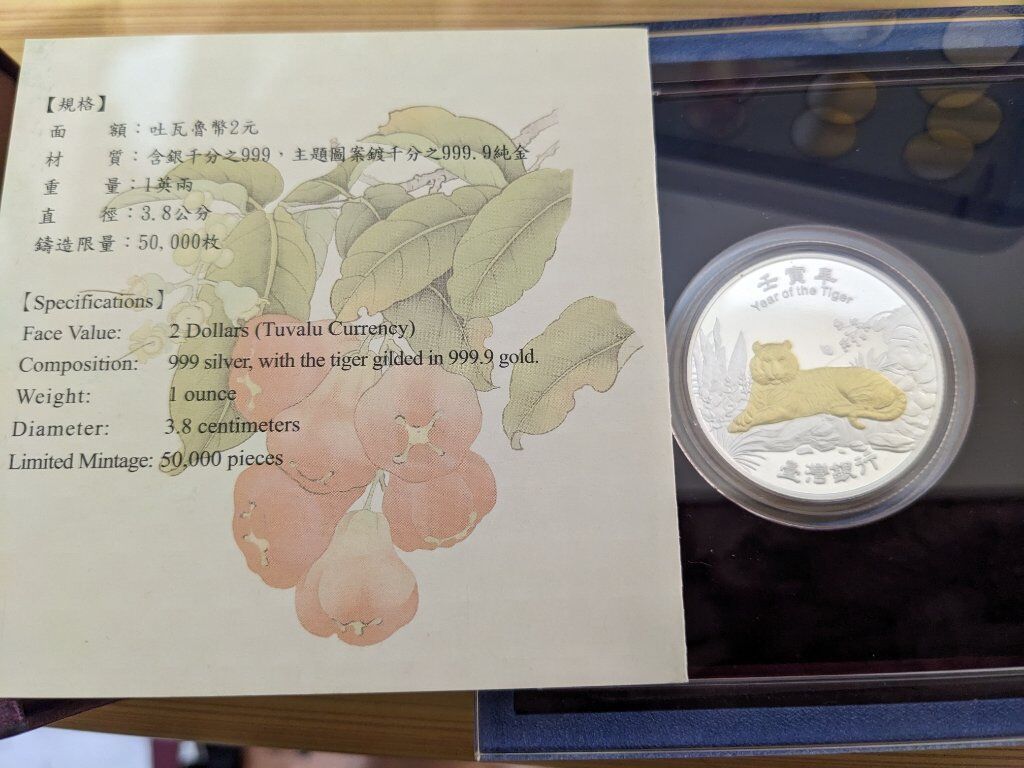 【規格】
面 額：吐瓦魯幣2元
材 質：含銀千分之999，主題圖案鍍千分之999.9純金
重 量：1英兩
直 徑：3.8公分
鑄造限量：50,000枚
【Specifications】
Face Value: 2 Dollars (Tuvalu Currency)
Composition: 999 silver, with the tiger gilded in 999.9 gold.
Weight: 1 ounce
Diameter: 3.8 centimeters
Limited Mintage: 50,000 pieces
壬寅年
Year of the Tiger
臺灣銀行